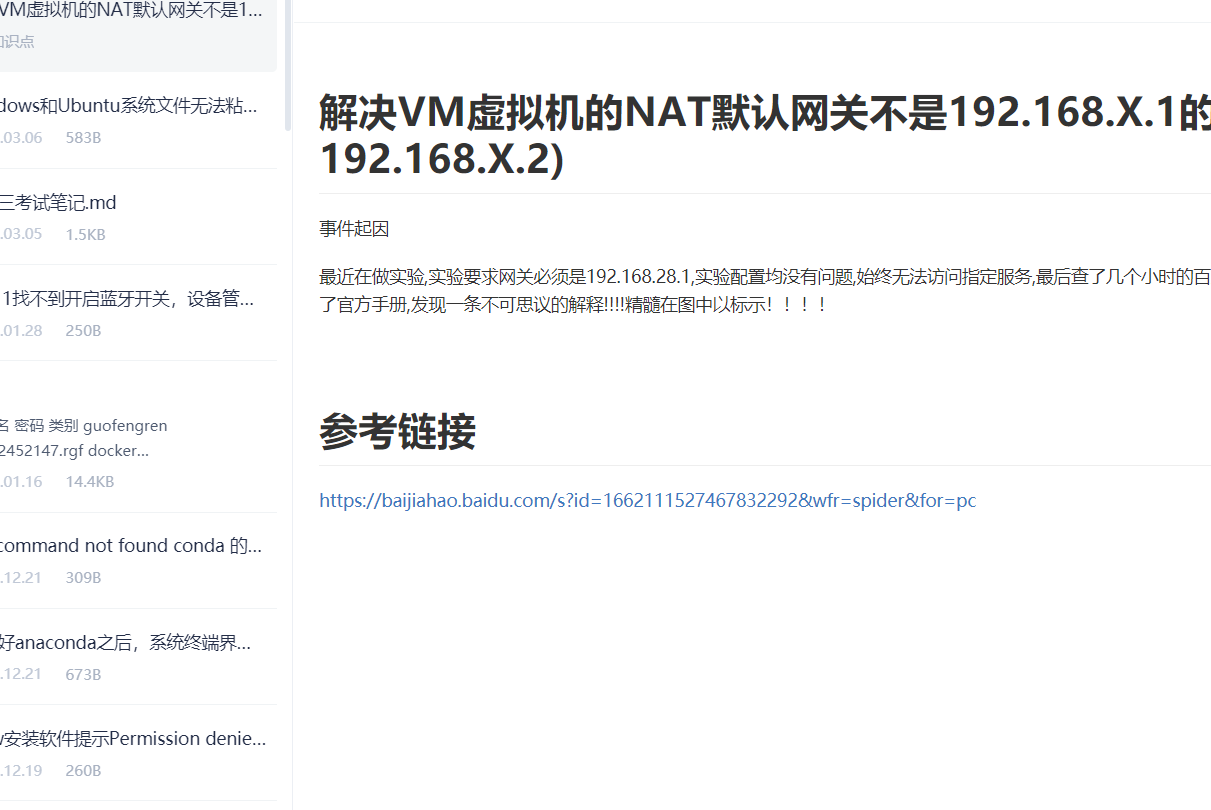 VM虚拟机的NAT默认网关不是1...
知识点
dows和Ubuntu系统文件无法粘...
.03.06 583B
三考试笔记.md
.03.05 1.5KB
1找不到开启蓝牙开关，设备管...
.01.28 250B
名 密码 类别 guofengren
2452147.rgf docker...
.01.16 14.4KB
command not found conda 的...
.12.21 309B
好anaconda之后，系统终端界...
.12.21 673B
安装软件提示Permission denie...
.12.19 260B
解决VM虚拟机的NAT默认网关不是192.168.X.1的
192.168.X.2)
事件起因
最近在做实验,实验要求网关必须是192.168.28.1,实验配置均没有问题,始终无法访问指定服务,最后查了几个小时的百
了官方手册,发现一条不可思议的解释!!!!精髓在图中以标示！！！！
参考链接
https://baijiahao.baidu.com/s?id=1662111527467832292&wfr=spider&for=pc